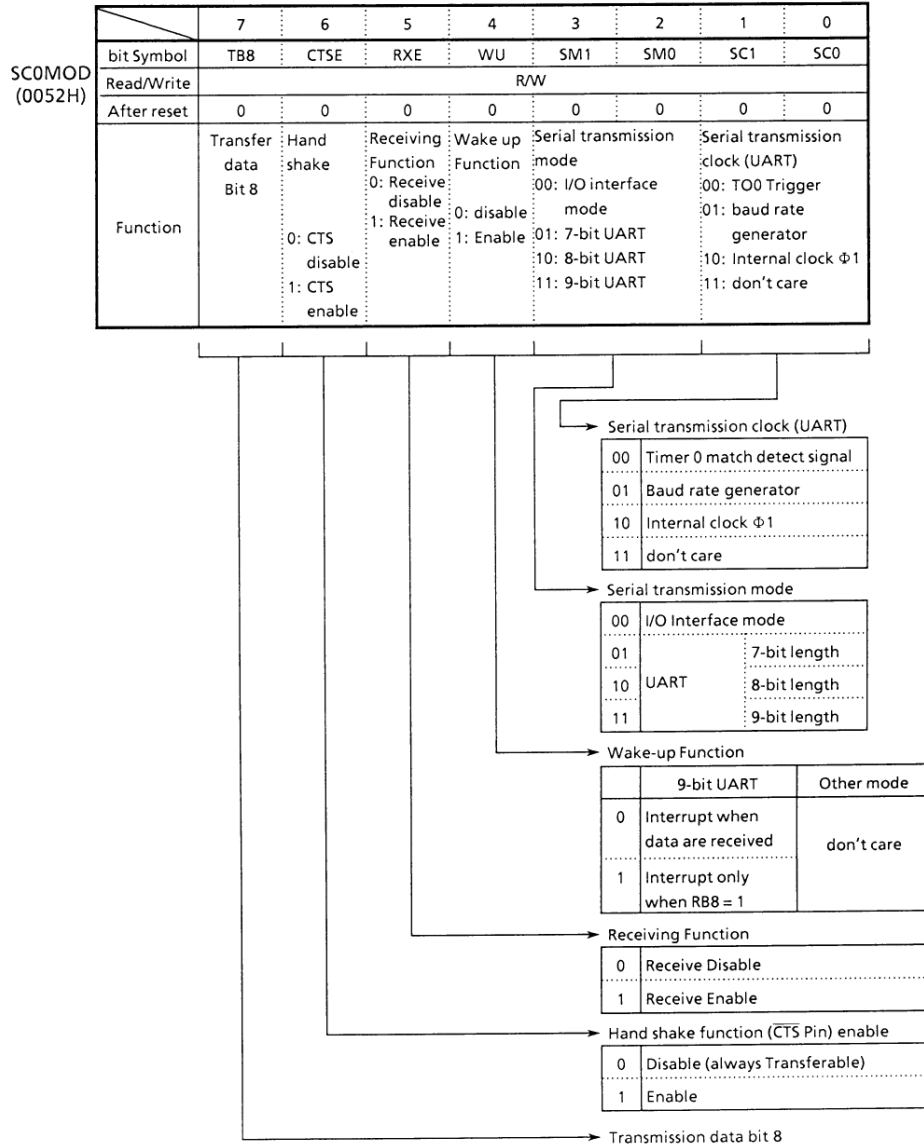 7 6 5 4 3 2 1 0
bit Symbol TB8 CTSE RXE WU SM1 SM0 SC1 SC0
SC0MOD
(0052H)
Read/Write R/W
After reset 0 0 0 0 0 0 0 0
Function
Transfer
data
Bit 8
Hand
shake
0: CTS
disable
1: CTS
enable
Receiving
Function
0: Receive
disable
1: Receive
enable
Wake up
Function
0: disable
1: Enable
Serial transmission
mode
00: I/O interface
mode
01: 7-bit UART
10: 8-bit UART
11: 9-bit UART
Serial transmission
clock (UART)
00: TO0 Trigger
01: baud rate
generator
10: Internal clock Φ1
11: don't care
Serial transmission clock (UART)
00 Timer 0 match detect signal
01 Baud rate generator
10 Internal clock Φ1
11 don't care
Serial transmission mode
00 I/O Interface mode
01 7-bit length
10 UART 8-bit length
11 9-bit length
Wake-up Function
9-bit UART Other mode
0 Interrupt when
data are received
don't care
1 Interrupt only
when RB8 = 1
Receiving Function
0 Receive Disable
1 Receive Enable
Hand shake function (C̅T̅S̅ Pin) enable
0 Disable (always Transferable)
1 Enable
Transmission data bit 8